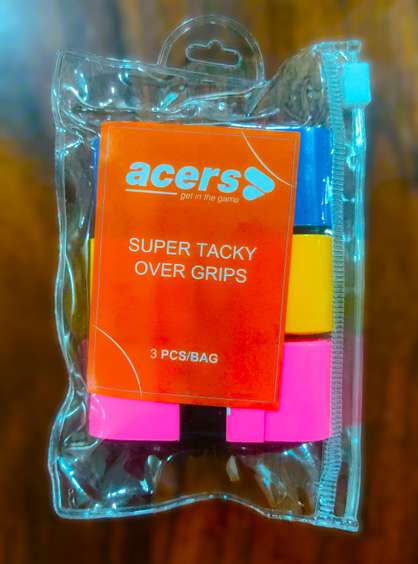 acers
get in the game
SUPER TACKY
OVER GRIPS
3 PCS/BAG